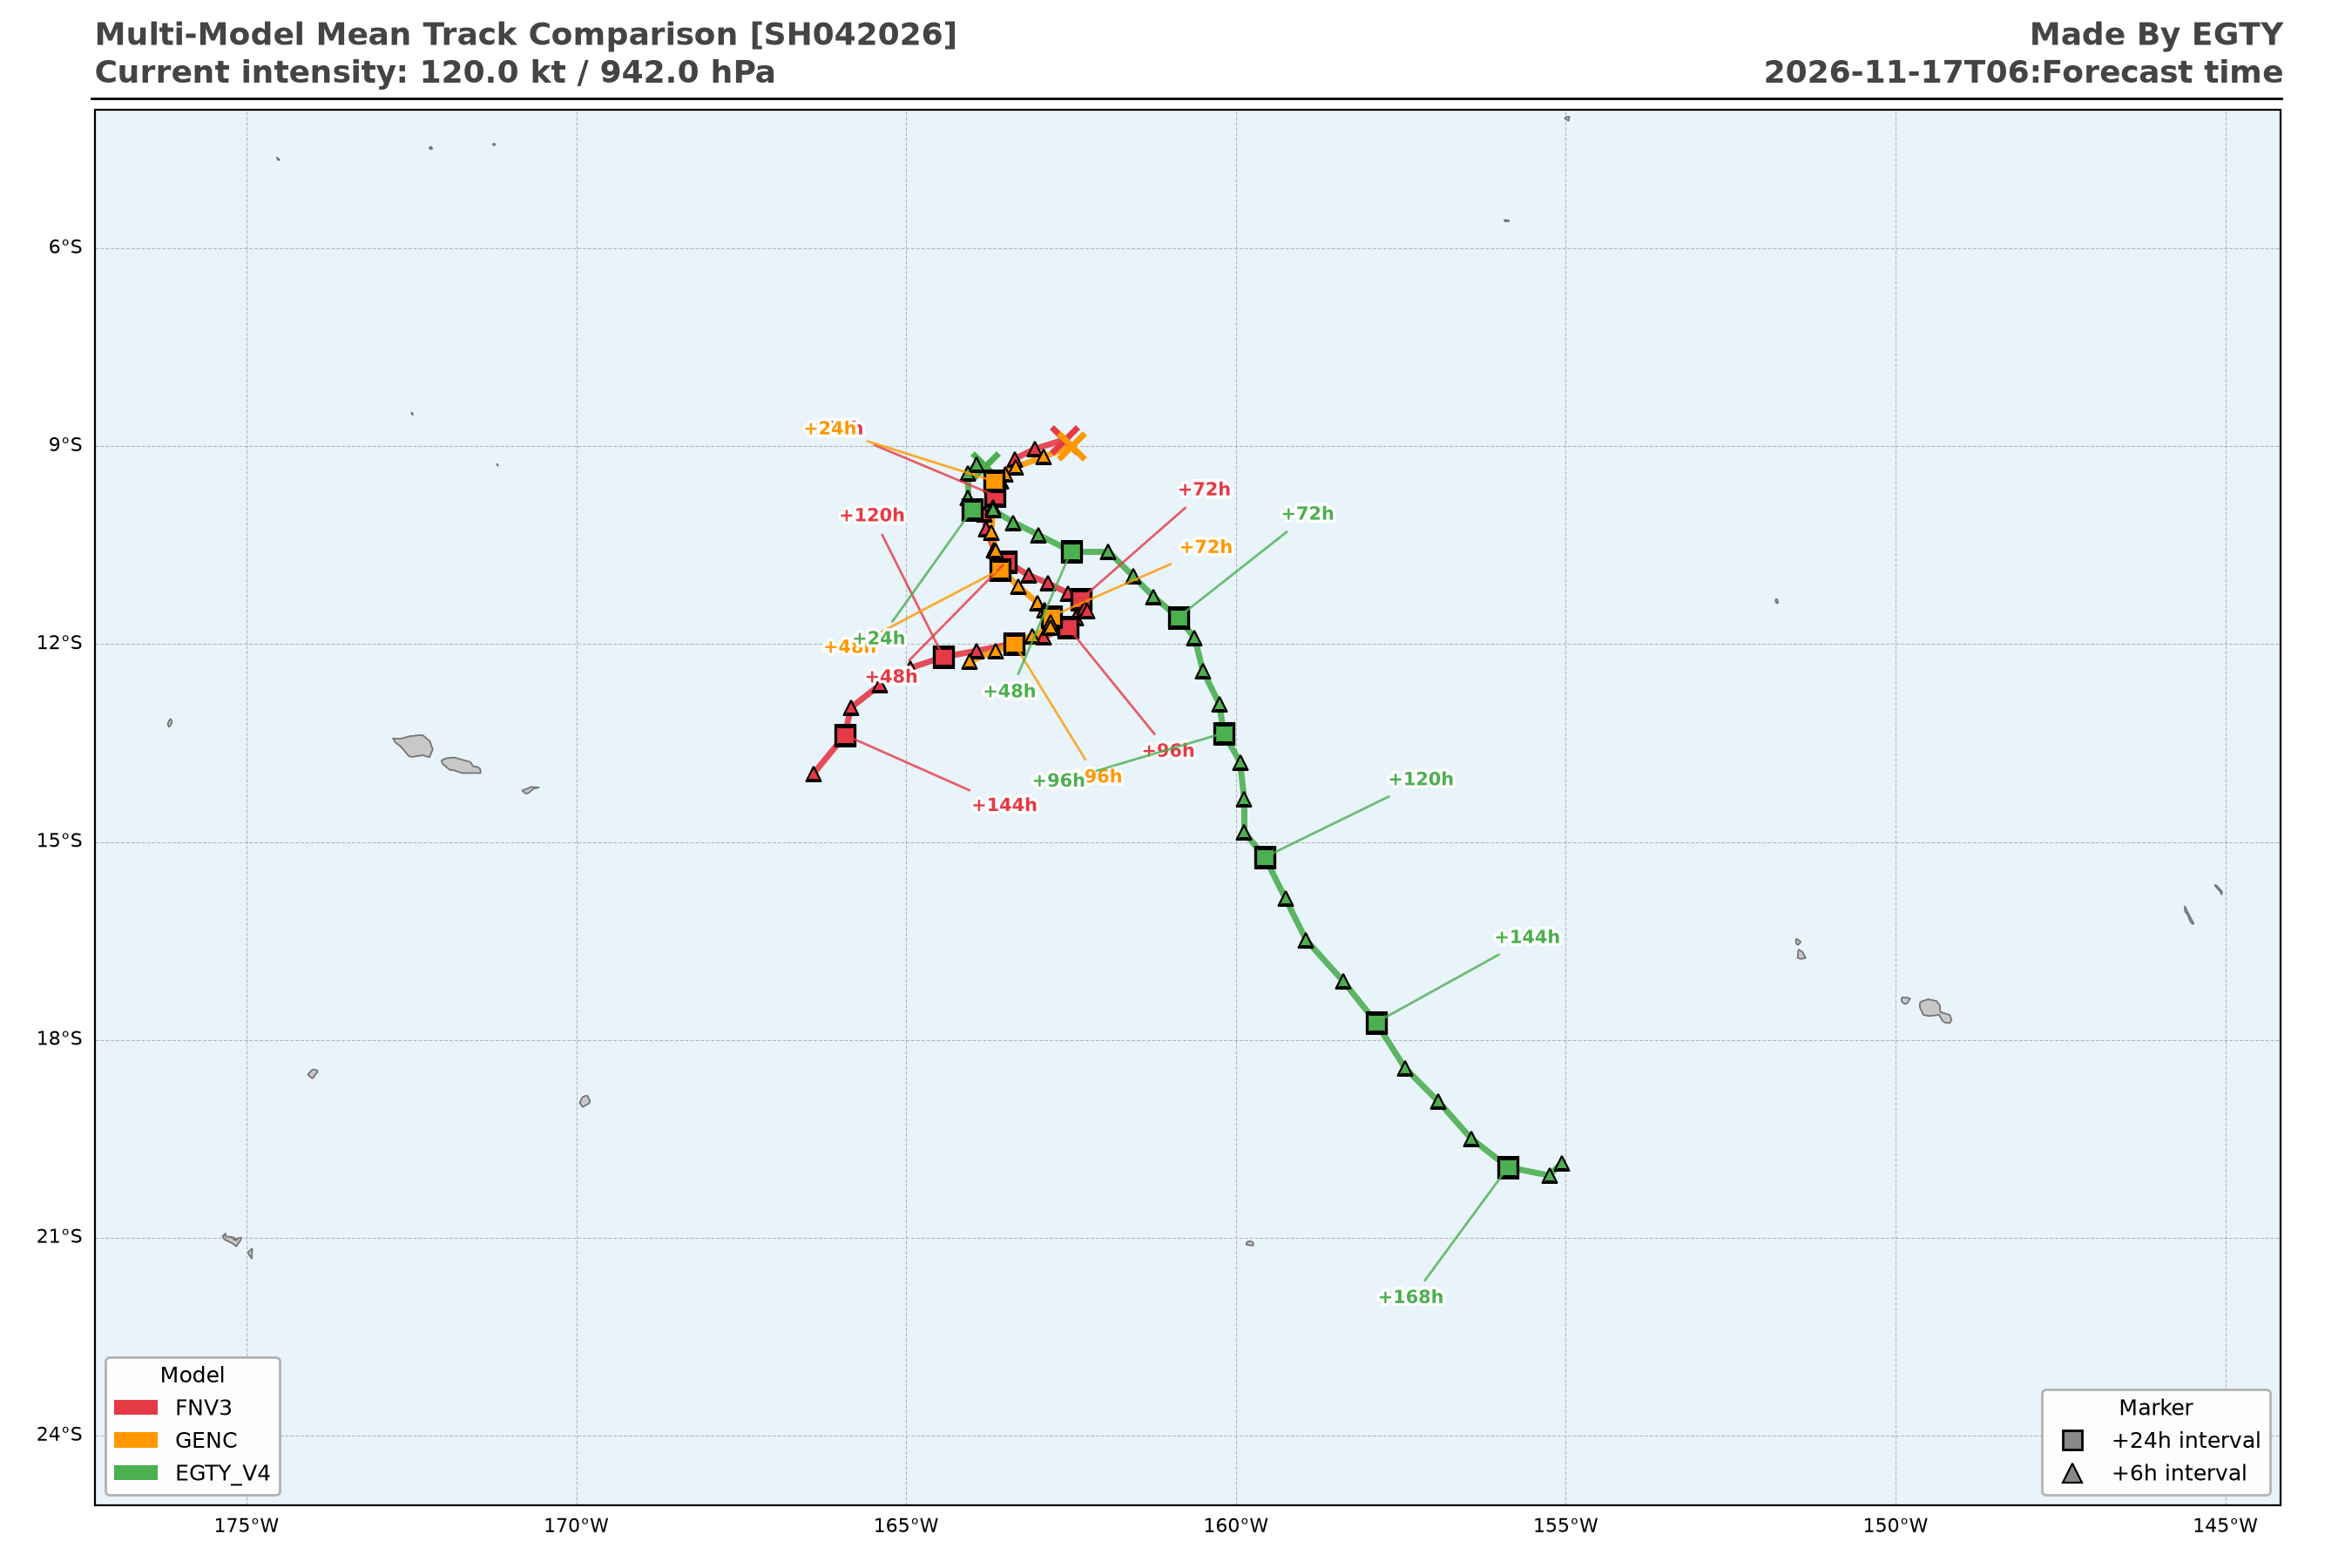 Multi-Model Mean Track Comparison [SH042026]
Current intensity: 120.0 kt / 942.0 hPa
Made By EGTY
2026-11-17T06:Forecast time
6°S
9°S
12°S
15°S
18°S
21°S
24°S
+24h
+72h
+72h
+120h
+72h
+24h
+48h
+48h
+48h
+96h
+96h
96h
+120h
+144h
+144h
+168h
Model
FNV3
GENC
EGTY_V4
Marker
+24h interval
+6h interval
175°W
170°W
165°W
160°W
155°W
150°W
145°W